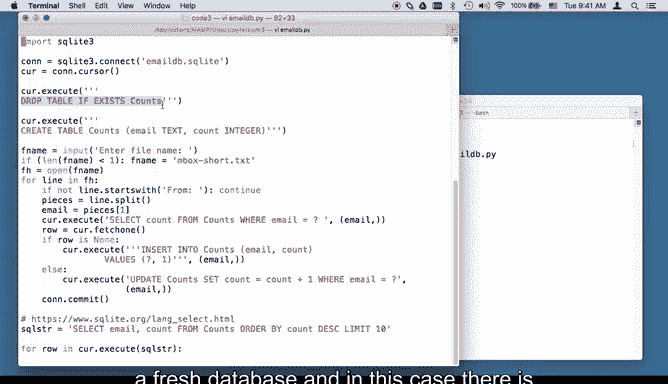 Terminal Shell Edit View Window Help
100% Tue 9:41 AM
code3 — vi emaildb.py — 82×33
vi emaildb.py
import sqlite3
conn = sqlite3.connect('emaildb.sqlite')
cur = conn.cursor()
cur.execute('''
DROP TABLE IF EXISTS Counts''')
cur.execute('''
CREATE TABLE Counts (email TEXT, count INTEGER)''')
fname = input('Enter file name: ')
if (len(fname) < 1): fname = 'mbox-short.txt'
fh = open(fname)
for line in fh:
if not line.startswith('From: '): continue
pieces = line.split()
email = pieces[1]
cur.execute('SELECT count FROM Counts WHERE email = ? ', (email,))
row = cur.fetchone()
if row is None:
cur.execute('''INSERT INTO Counts (email, count)
VALUES (?, 1)''', (email,))
else:
cur.execute('UPDATE Counts SET count = count + 1 WHERE email = ?',
(email,))
conn.commit()
# https://www.sqlite.org/lang_select.html
sqlstr = 'SELECT email, count FROM Counts ORDER BY count DESC LIMIT 10'
for row in cur.execute(sqlstr):
— -bash
ildb.py
a fresh database and in this case there is